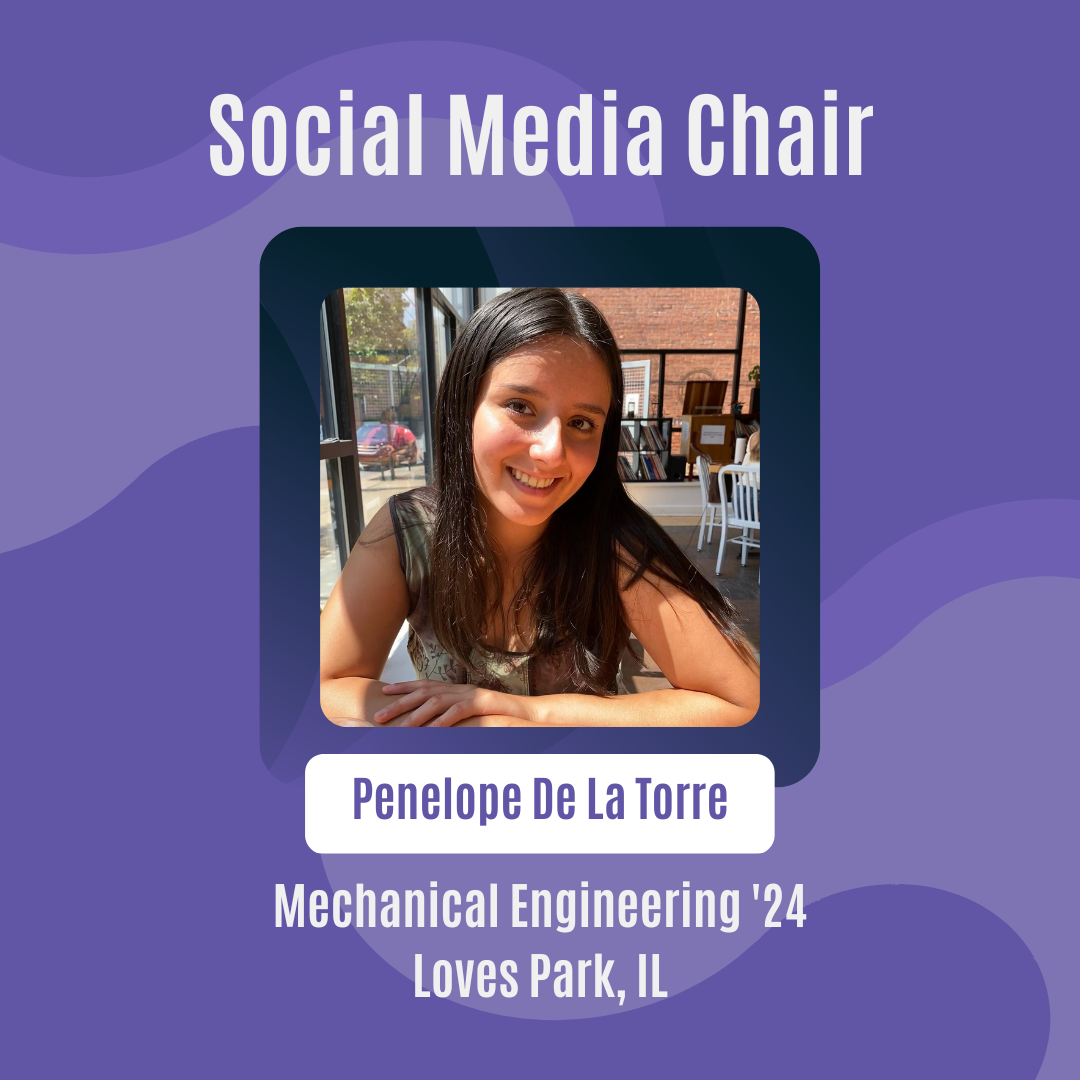 Social Media Chair
Penelope De La Torre
Mechanical Engineering '24
Loves Park, IL